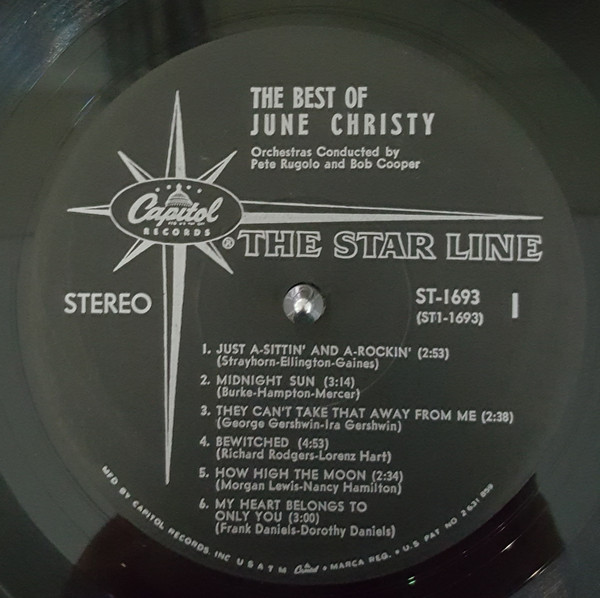 THE BEST OF
JUNE CHRISTY
Orchestras Conducted by
Pete Rugolo and Bob Cooper
Capitol
RECORDS
® THE STAR LINE
STEREO
ST-1693 1
(ST1-1693)
1. JUST A-SITTIN' AND A-ROCKIN' (2:53)
(Strayhorn-Ellington-Gaines)
2. MIDNIGHT SUN (3:14)
(Burke-Hampton-Mercer)
3. THEY CAN'T TAKE THAT AWAY FROM ME (2:38)
(George Gershwin-Ira Gershwin)
4. BEWITCHED (4:53)
(Richard Rodgers-Lorenz Hart)
5. HOW HIGH THE MOON (2:34)
(Morgan Lewis-Nancy Hamilton)
6. MY HEART BELONGS TO
ONLY YOU (3:00)
(Frank Daniels-Dorothy Daniels)
MFD BY CAPITOL RECORDS, INC U S A T M Capitol • MARCA REG. • U.S. PAT NO 2 631 859